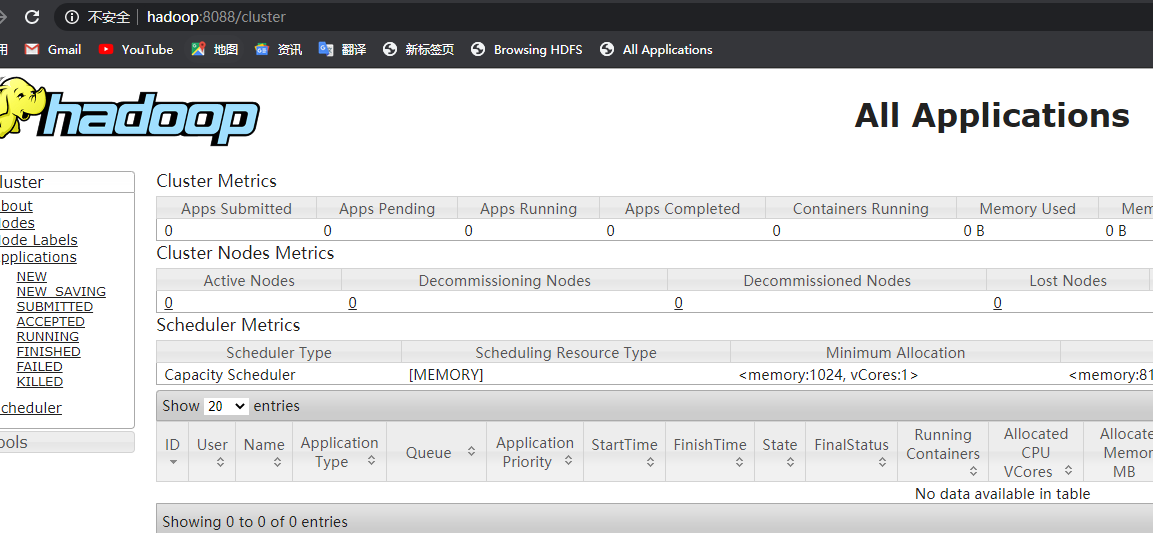 不安全 hadoop:8088/cluster
用 Gmail YouTube 地图 资讯 翻译 新标签页 Browsing HDFS All Applications
hadoop
All Applications
luster
bout
odes
ode Labels
pplications
NEW
NEW_SAVING
SUBMITTED
ACCEPTED
RUNNING
FINISHED
FAILED
KILLED
cheduler
ools
Cluster Metrics
Apps Submitted Apps Pending Apps Running Apps Completed Containers Running Memory Used Mem
0 0 0 0 0 0 B 0 B
Cluster Nodes Metrics
Active Nodes Decommissioning Nodes Decommissioned Nodes Lost Nodes
0 0 0 0
Scheduler Metrics
Scheduler Type Scheduling Resource Type Minimum Allocation
Capacity Scheduler [MEMORY] <memory:1024, vCores:1> <memory:81
Show 20 entries
ID User Name Application Type Queue Application Priority StartTime FinishTime State FinalStatus Running Containers Allocated CPU VCores Allocate Memor MB
No data available in table
Showing 0 to 0 of 0 entries